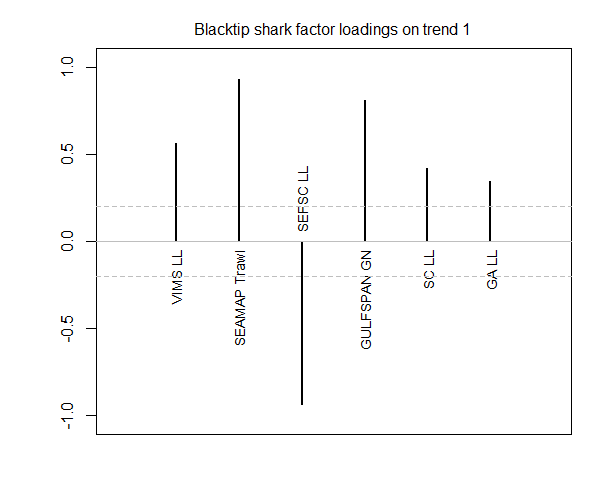 Blacktip shark factor loadings on trend 1
1.0
0.5
0.0
-0.5
-1.0
VIMS LL
SEAMAP Trawl
SEFSC LL
GULFSPAN GN
SC LL
GA LL